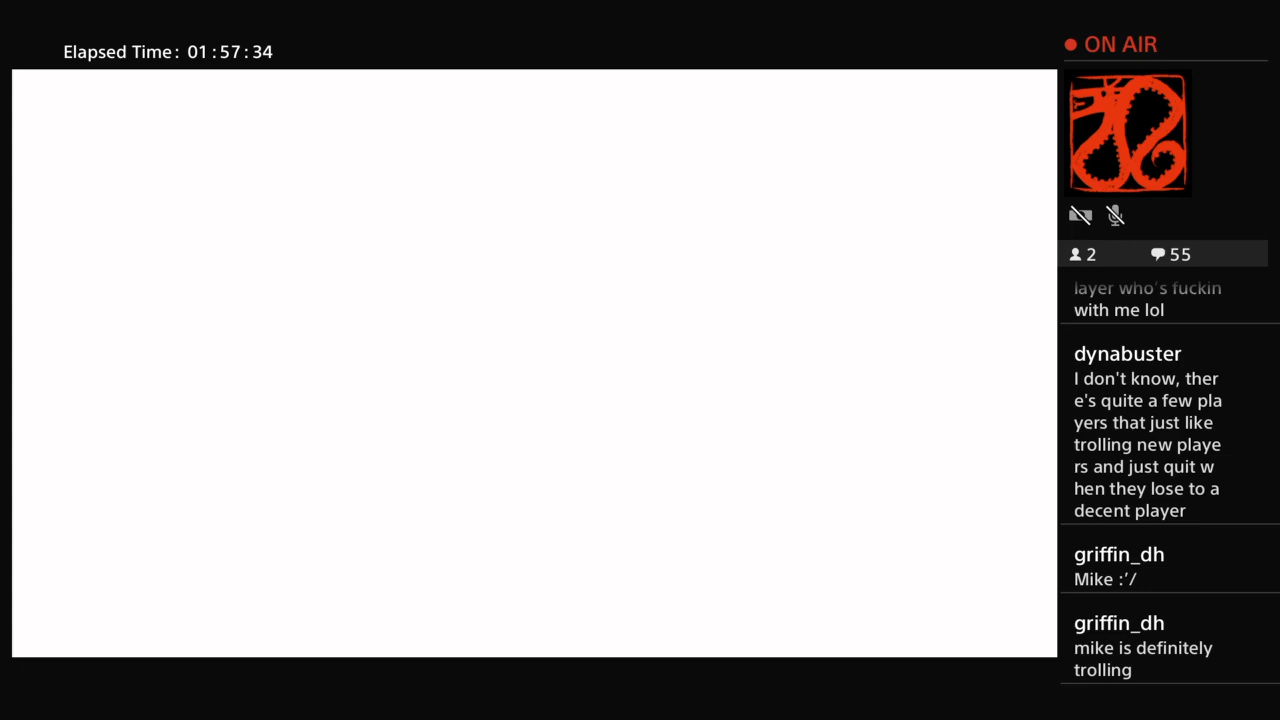 Elapsed Time: 01:57:34
ON AIR
2 55
layer who's fuckin
with me lol
dynabuster
I don't know, ther
e's quite a few pla
yers that just like
trolling new playe
rs and just quit w
hen they lose to a
decent player
griffin_dh
Mike :’/
griffin_dh
mike is definitely
trolling